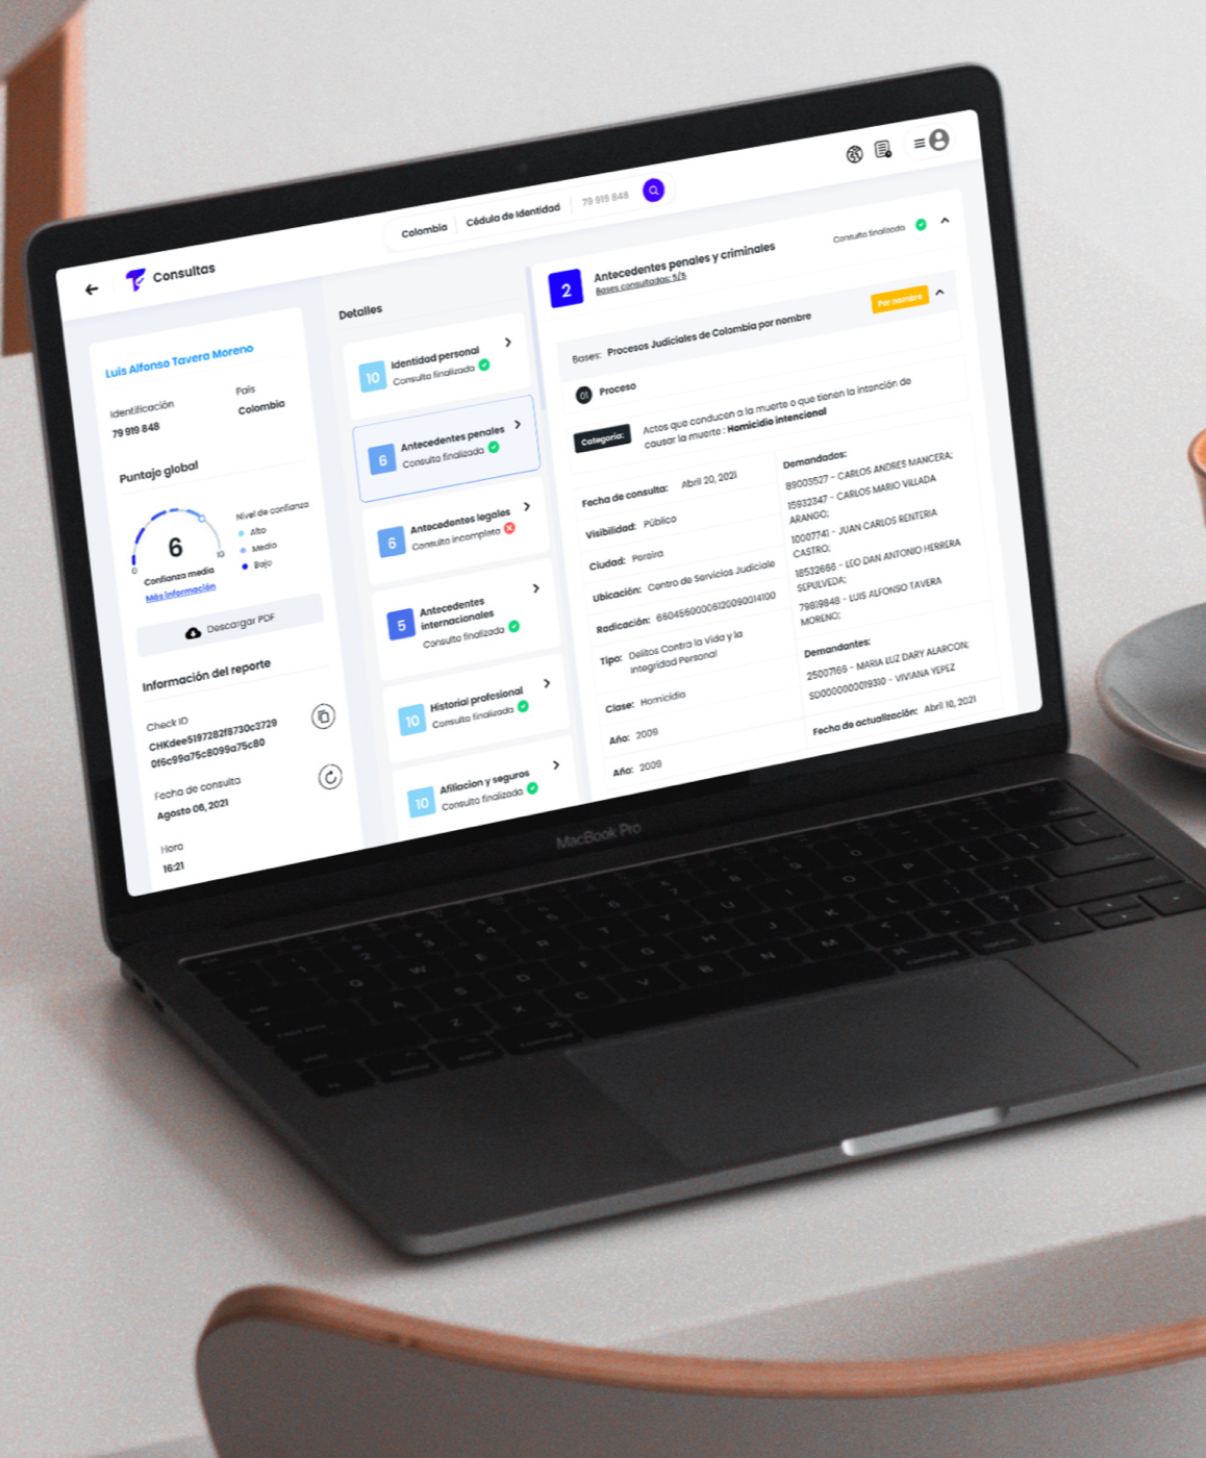 Consultas
Colombia
Cédula de Identidad
79 919 848
Luis Alfonso Tavera Moreno
Identificación
79 919 848
País
Colombia
Puntaje global
6
0
10
Confianza media
Más información
Nivel de confianza
Alto
Medio
Bajo
Descargar PDF
Información del reporte
Check ID
CHKdee5197282f8730c3729
0f6c99a75c8099a75c80
Fecha de consulta
Agosto 06, 2021
Hora
16:21
Detalles
10
Identidad personal
Consulta finalizada
6
Antecedentes penales
Consulta finalizada
6
Antecedentes legales
Consulta incompleta
5
Antecedentes
internacionales
Consulta finalizada
10
Historial profesional
Consulta finalizada
10
Afiliacion y seguros
Consulta finalizada
2
Antecedentes penales y criminales
Bases consultadas: 5/5
Consulta finalizada
Bases: Procesos Judiciales de Colombia por nombre
Por nombre
01 Proceso
Categoría:
Actos que conducen a la muerte o que tienen la intención de
causar la muerte : Homicidio intencional
Fecha de consulta: Abril 20, 2021
Visibilidad: Público
Ciudad: Pereira
Ubicación: Centro de Servicios Judiciale
Radicación: 66045600006120090014100
Tipo: Delitos Contra la Vida y la
Integridad Personal
Clase: Homicidio
Año: 2009
Año: 2009
Demandados:
89003527 - CARLOS ANDRES MANCERA;
15932347 - CARLOS MARIO VILLADA
ARANGO;
10007741 - JUAN CARLOS RENTERIA
CASTRO;
18532666 - LEO DAN ANTONIO HERRERA
SEPULVEDA;
79819848 - LUIS ALFONSO TAVERA
MORENO;
Demandantes:
25007166 - MARIA LUZ DARY ALARCON;
SD0000000019310 - VIVIANA YEPEZ
Fecha de actualización: Abril 10, 2021
MacBook Pro
Q W E R T Y U I O P
A S D F G H J K L
Z X C V B N M